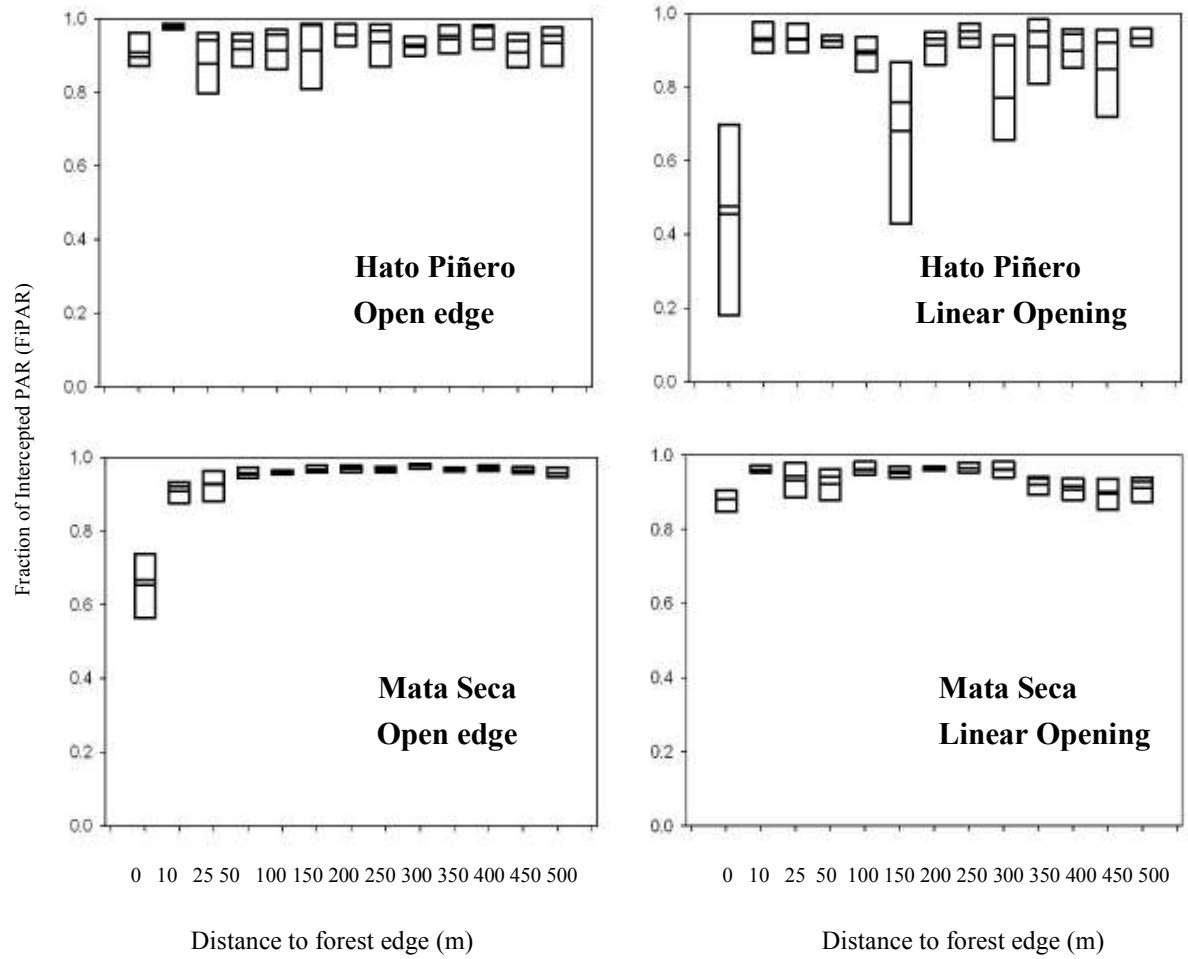 Fraction of Intercepted PAR (FiPAR)
1.0
0.8
0.6
0.4
0.2
0.0
Hato Piñero
Open edge
1.0
0.8
0.6
0.4
0.2
0.0
Hato Piñero
Linear Opening
1.0
0.8
0.6
0.4
0.2
0.0
Mata Seca
Open edge
1.0
0.8
0.6
0.4
0.2
0.0
Mata Seca
Linear Opening
0 10 25 50 100 150 200 250 300 350 400 450 500
Distance to forest edge (m)
0 10 25 50 100 150 200 250 300 350 400 450 500
Distance to forest edge (m)